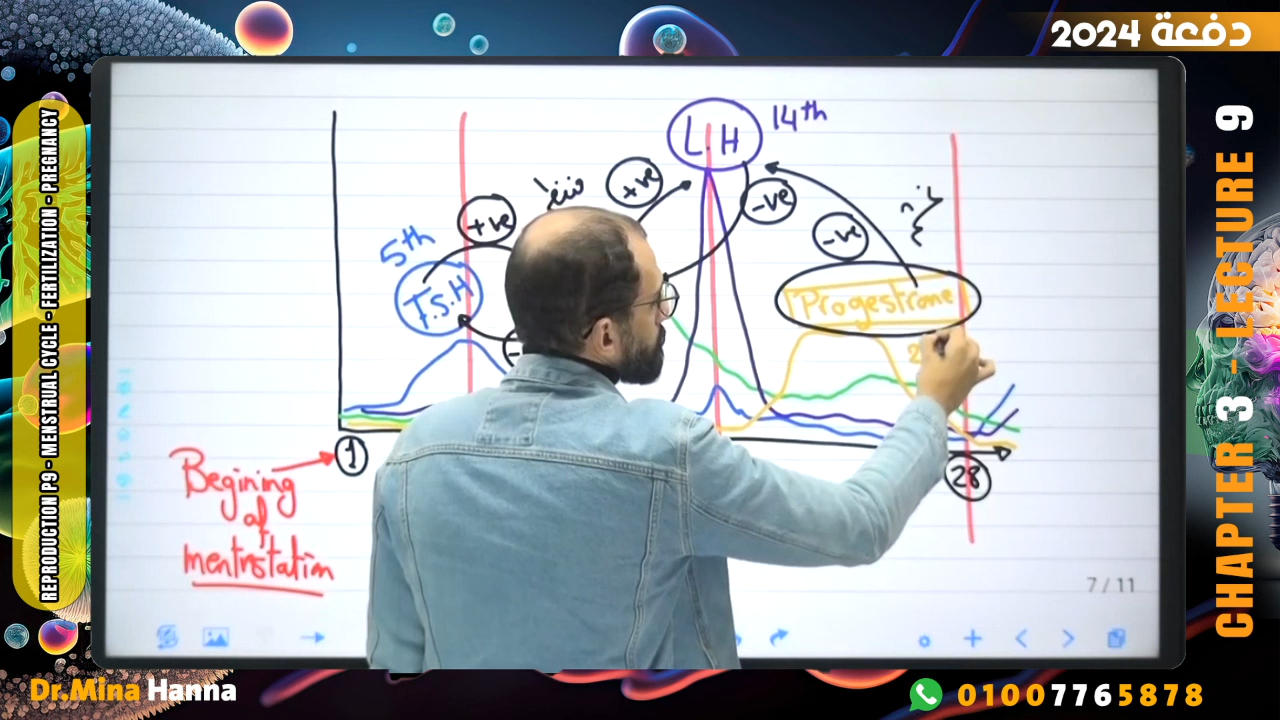 دفعة 2024
REPRODUCTION P9 - MENSTRUAL CYCLE - FERTILIZATION - PREGNANCY
CHAPTER 3 - LECTURE 9
L.H
14th
+ve
+ve
-ve
-ve
5th
F.S.H
Progestrone
1
28
Begining
of
mentrstation
7 / 11
Dr.Mina Hanna
01007765878